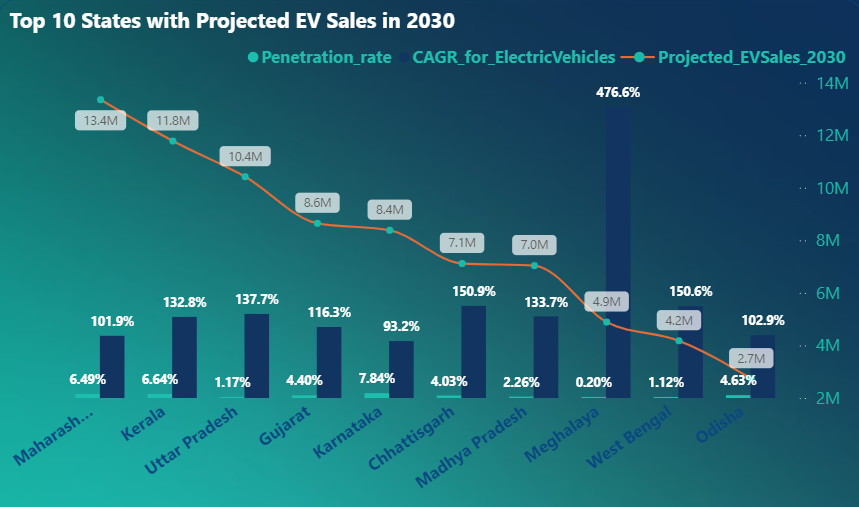 Top 10 States with Projected EV Sales in 2030
Penetration_rate CAGR_for_ElectricVehicles Projected_EVSales_2030
14M
12M
10M
8M
6M
4M
2M
13.4M
11.8M
10.4M
8.6M
8.4M
7.1M
7.0M
4.9M
4.2M
2.7M
101.9%
132.8%
137.7%
116.3%
93.2%
150.9%
133.7%
476.6%
150.6%
102.9%
6.49%
6.64%
1.17%
4.40%
7.84%
4.03%
2.26%
0.20%
1.12%
4.63%
Maharash...
Kerala
Uttar Pradesh
Gujarat
Karnataka
Chhattisgarh
Madhya Pradesh
Meghalaya
West Bengal
Odisha